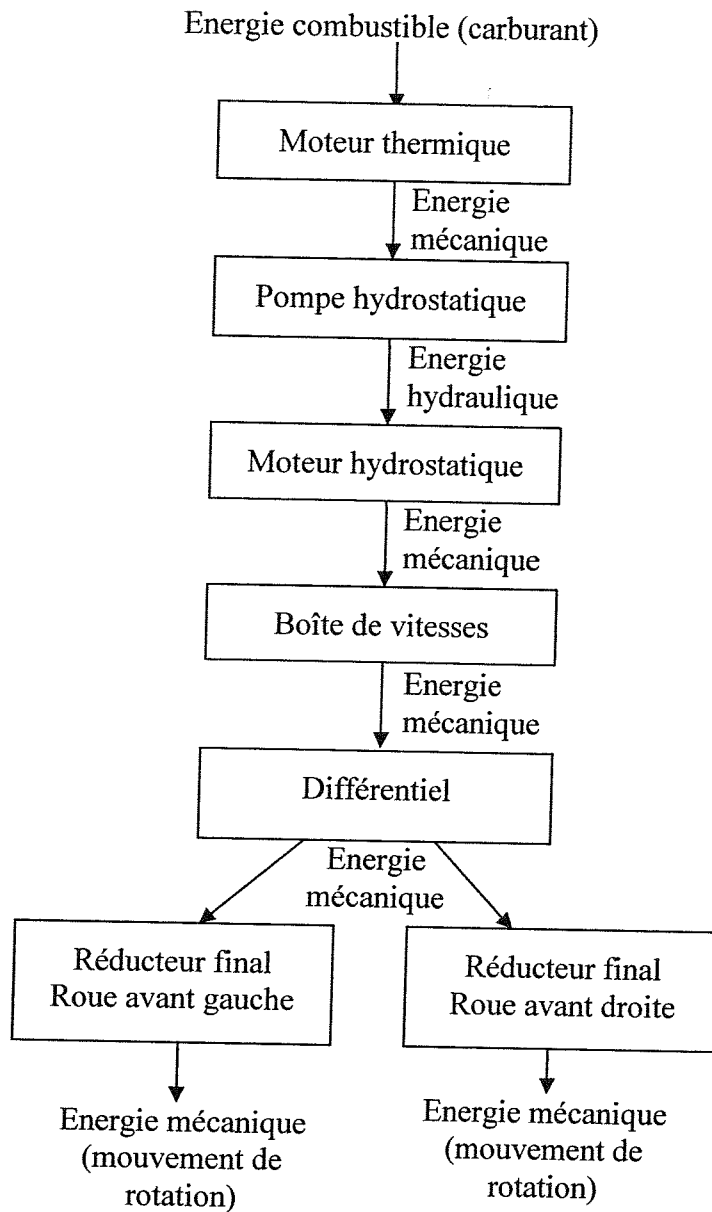 Energie combustible (carburant)
Moteur thermique
Energie
mécanique
Pompe hydrostatique
Energie
hydraulique
Moteur hydrostatique
Energie
mécanique
Boîte de vitesses
Energie
mécanique
Différentiel
Energie
mécanique
Réducteur final
Roue avant gauche
Réducteur final
Roue avant droite
Energie mécanique
(mouvement de
rotation)
Energie mécanique
(mouvement de
rotation)